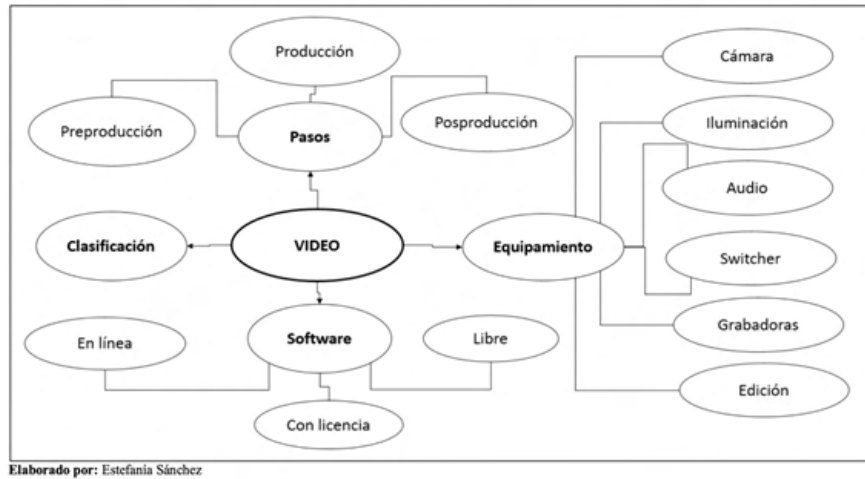 Producción
Cámara
Preproducción
Pasos
Posproducción
Iluminación
Audio
Clasificación
VIDEO
Equipamiento
Switcher
En línea
Software
Libre
Grabadoras
Con licencia
Edición
Elaborado por: Estefanía Sánchez